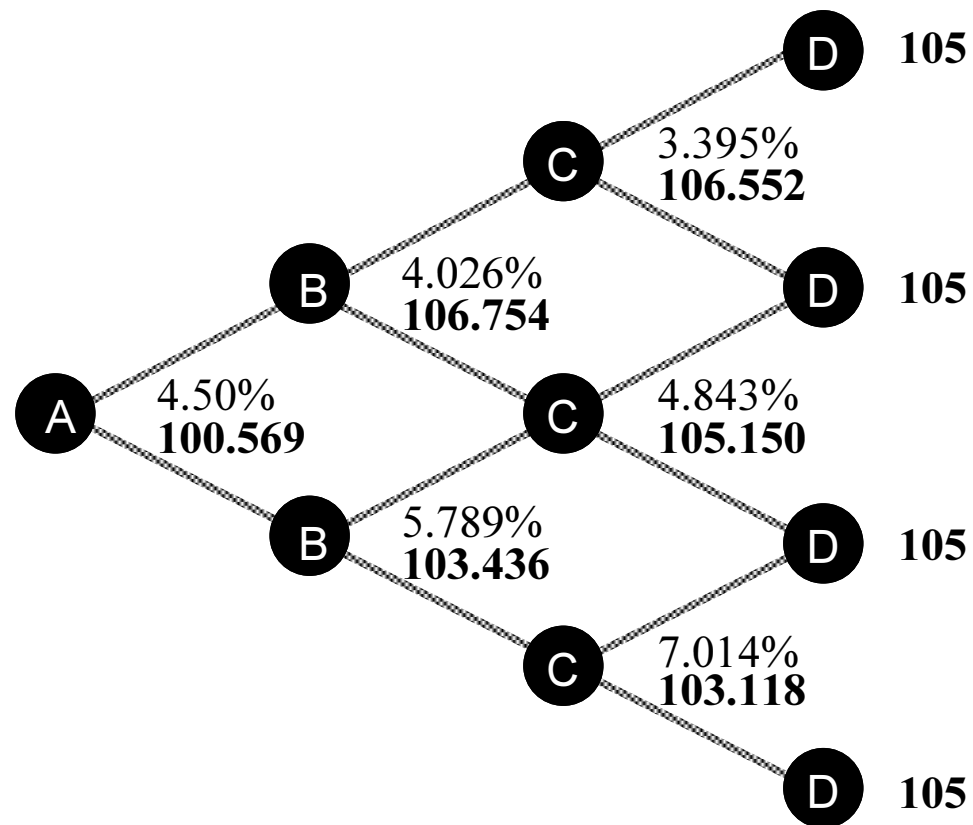 D 105
3.395%
C
106.552
4.026%
D 105
B
106.754
4.50%
4.843%
A
C
100.569
105.150
5.789%
B
D 105
103.436
7.014%
C
103.118
D 105